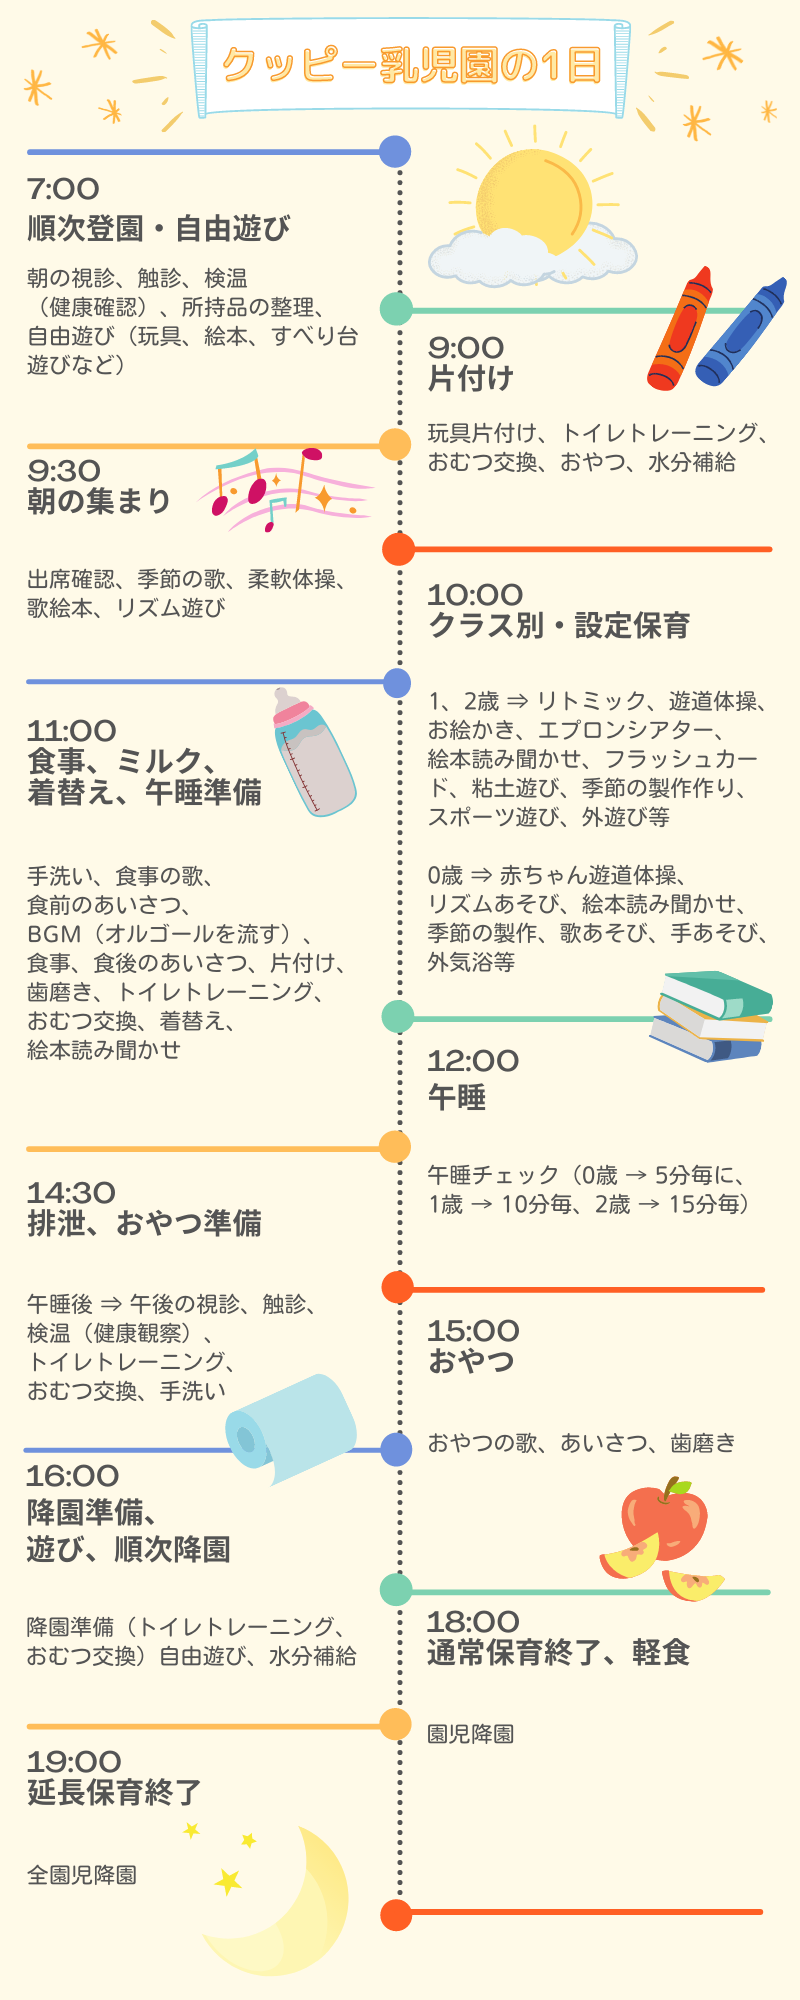 クッピー乳児園の1日
7:00
順次登園・自由遊び
朝の視診、触診、検温
（健康確認）、所持品の整理、
自由遊び（玩具、絵本、すべり台
遊びなど）
9:00
片付け
玩具片付け、トイレトレーニング、
おむつ交換、おやつ、水分補給
9:30
朝の集まり
出席確認、季節の歌、柔軟体操、
歌絵本、リズム遊び
10:00
クラス別・設定保育
1、2歳 ⇒ リトミック、遊道体操、
お絵かき、エプロンシアター、
絵本読み聞かせ、フラッシュカー
ド、粘土遊び、季節の製作作り、
スポーツ遊び、外遊び等
0歳 ⇒ 赤ちゃん遊道体操、
リズムあそび、絵本読み聞かせ、
季節の製作、歌あそび、手あそび、
外気浴等
11:00
食事、ミルク、
着替え、午睡準備
手洗い、食事の歌、
食前のあいさつ、
BGM（オルゴールを流す）、
食事、食後のあいさつ、片付け、
歯磨き、トイレトレーニング、
おむつ交換、着替え、
絵本読み聞かせ
12:00
午睡
午睡チェック（0歳 → 5分毎に、
1歳 → 10分毎、2歳 → 15分毎）
14:30
排泄、おやつ準備
午睡後 ⇒ 午後の視診、触診、
検温（健康観察）、
トイレトレーニング、
おむつ交換、手洗い
15:00
おやつ
おやつの歌、あいさつ、歯磨き
16:00
降園準備、
遊び、順次降園
降園準備（トイレトレーニング、
おむつ交換）自由遊び、水分補給
18:00
通常保育終了、軽食
園児降園
19:00
延長保育終了
全園児降園